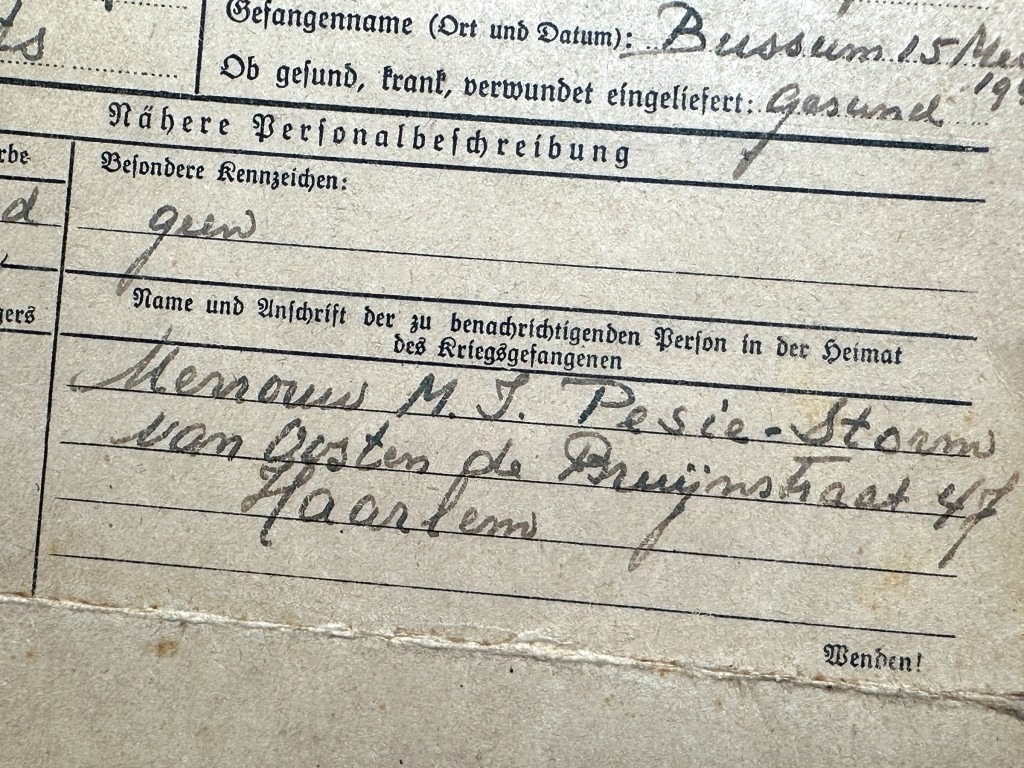 Gefangennahme (Ort und Datum): Bussum 15 Mei
Ob gesund, krank, verwundet eingeliefert: Gesund
Nähere Personalbeschreibung
Besondere Kennzeichen:
d
geen
gers
Name und Anschrift der zu benachrichtigenden Person in der Heimat
des Kriegsgefangenen
Mevrouw M. J. Pesie-Storm
van Oosten de Bruijnstraat 47
Haarlem
Wenden!